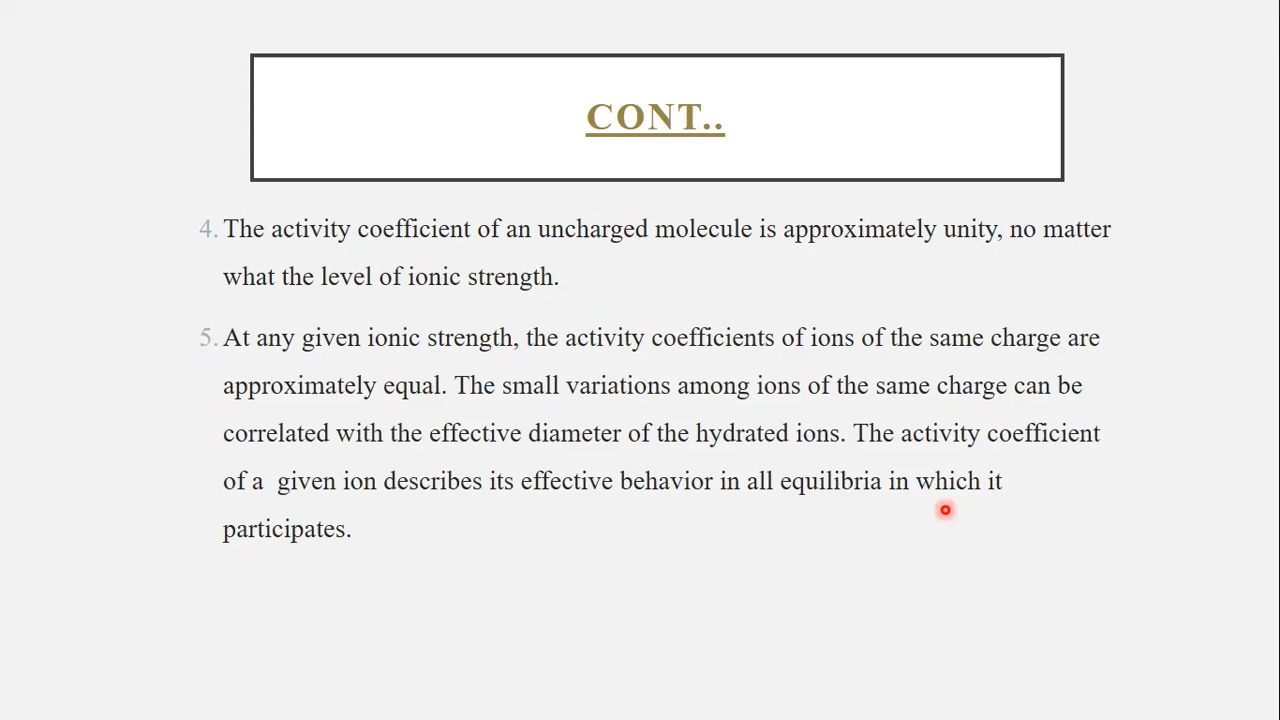 CONT..
4. The activity coefficient of an uncharged molecule is approximately unity, no matter
what the level of ionic strength.
5. At any given ionic strength, the activity coefficients of ions of the same charge are
approximately equal. The small variations among ions of the same charge can be
correlated with the effective diameter of the hydrated ions. The activity coefficient
of a  given ion describes its effective behavior in all equilibria in which it
participates.